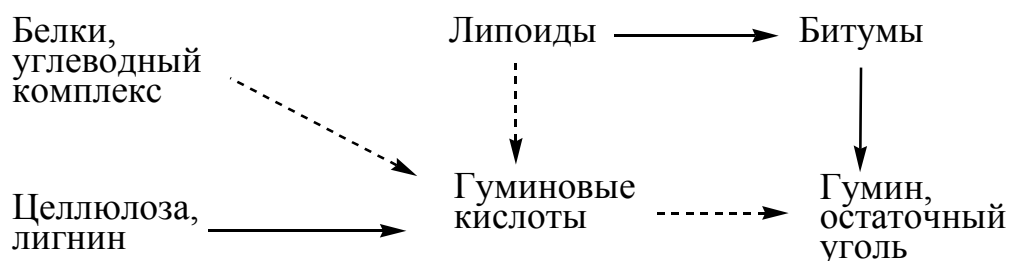 Белки,
углеводный
комплекс
Липоиды
Битумы
Целлюлоза,
лигнин
Гуминовые
кислоты
Гумин,
остаточный
уголь